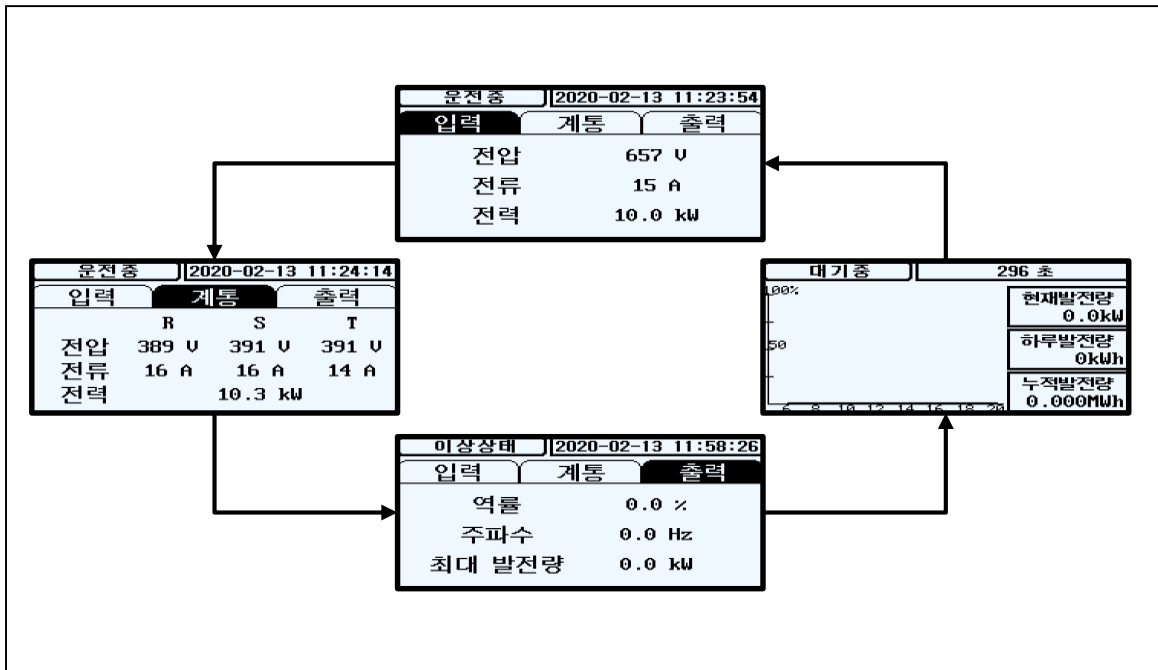 운전중 2020-02-13 11:23:54
입력 계통 출력
전압 657 V
전류 15 A
전력 10.0 kW
운전중 2020-02-13 11:24:14
입력 계통 출력
R S T
전압 389 V 391 V 391 V
전류 16 A 16 A 14 A
전력 10.3 kW
대기중 296 초
100%
현재발전량
0.0kW
50
하루발전량
0kWh
누적발전량
0.000MWh
6 8 10 12 14 16 18 20
이상상태 2020-02-13 11:58:26
입력 계통 출력
역률 0.0 %
주파수 0.0 Hz
최대 발전량 0.0 kW